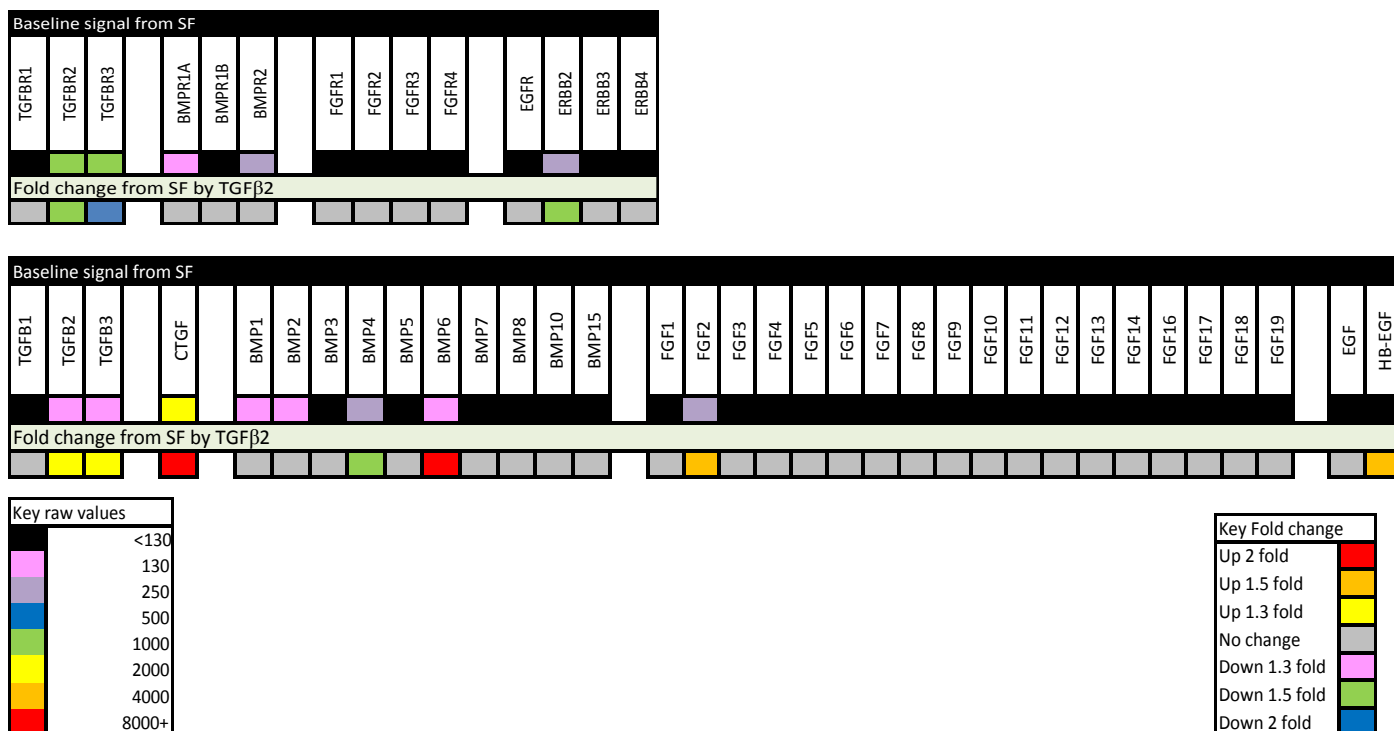 Baseline signal from SF
TGFBR1
TGFBR2
TGFBR3
BMPR1A
BMPR1B
BMPR2
FGFR1
FGFR2
FGFR3
FGFR4
EGFR
ERBB2
ERBB3
ERBB4
Fold change from SF by TGFβ2
Baseline signal from SF
TGFB1
TGFB2
TGFB3
CTGF
BMP1
BMP2
BMP3
BMP4
BMP5
BMP6
BMP7
BMP8
BMP10
BMP15
FGF1
FGF2
FGF3
FGF4
FGF5
FGF6
FGF7
FGF8
FGF9
FGF10
FGF11
FGF12
FGF13
FGF14
FGF16
FGF17
FGF18
FGF19
EGF
HB-EGF
Fold change from SF by TGFβ2
Key raw values
<130
130
250
500
1000
2000
4000
8000+
Key Fold change
Up 2 fold
Up 1.5 fold
Up 1.3 fold
No change
Down 1.3 fold
Down 1.5 fold
Down 2 fold